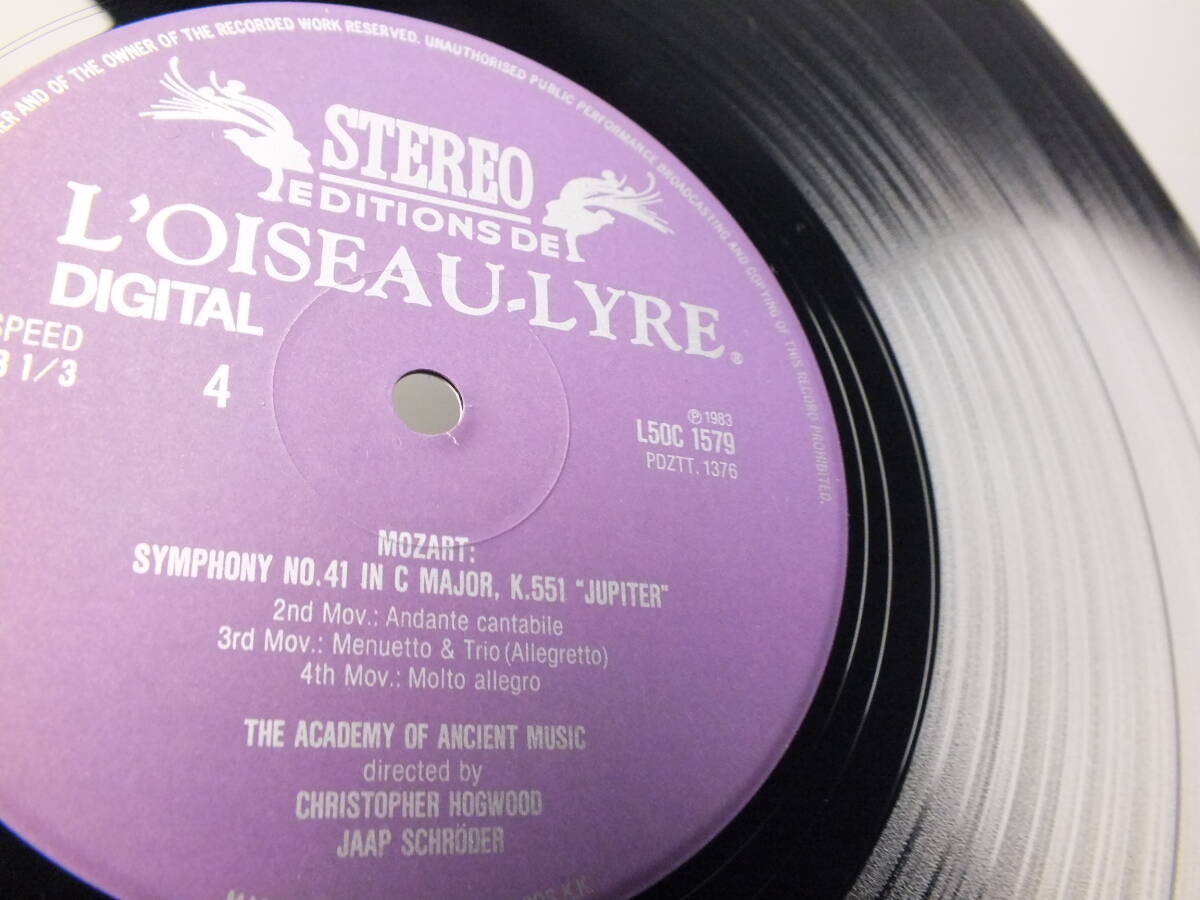 AND OF THE OWNER OF THE RECORDED WORK RESERVED. UNAUTHORISED PUBLIC PERFORMANCE BROADCASTING AND COPYING OF THIS RECORD PROHIBITED.
STEREO
EDITIONS DE
L'OISEAU-LYRE®
DIGITAL
SPEED
1/3
4
Ⓟ 1983
L50C 1579
PDZTT. 1376
MOZART:
SYMPHONY NO.41 IN C MAJOR, K.551 "JUPITER"
2nd Mov.: Andante cantabile
3rd Mov.: Menuetto & Trio (Allegretto)
4th Mov.: Molto allegro
THE ACADEMY OF ANCIENT MUSIC
directed by
CHRISTOPHER HOGWOOD
JAAP SCHRÖDER
K.K.